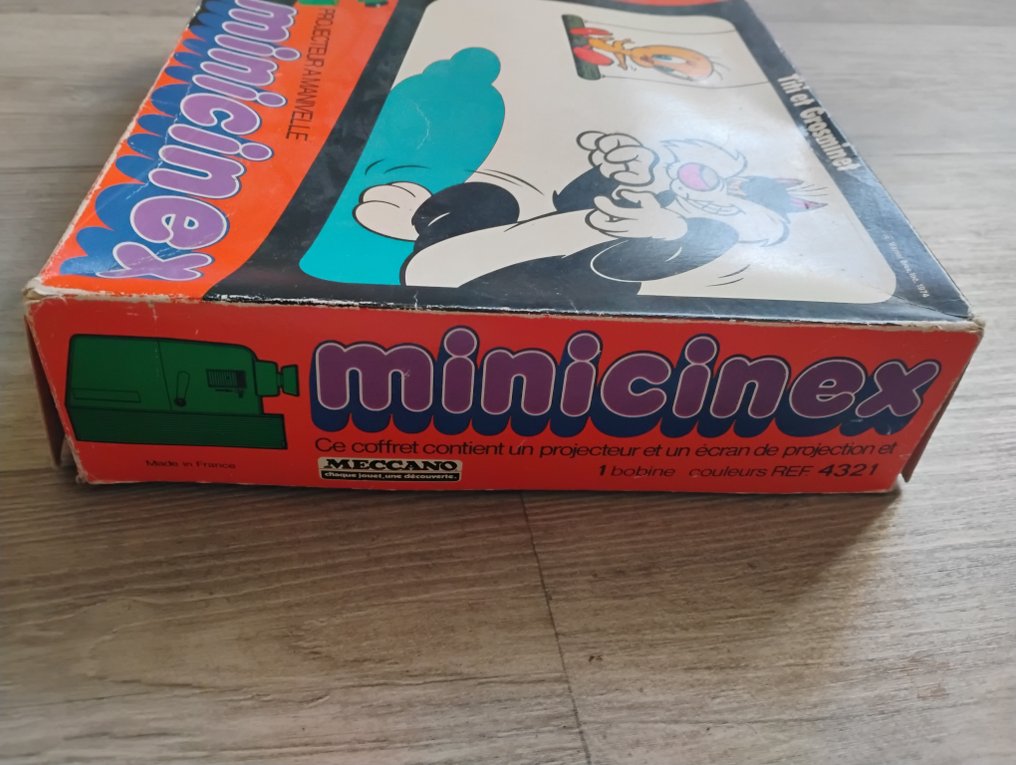 minicinex
PROJECTEUR A MANIVELLE
Titi et Grosminet
minicinex
Ce coffret contient un projecteur et un écran de projection et
1 bobine couleurs REF. 4321
Made in France
MECCANO
chaque jouet, une découverte.